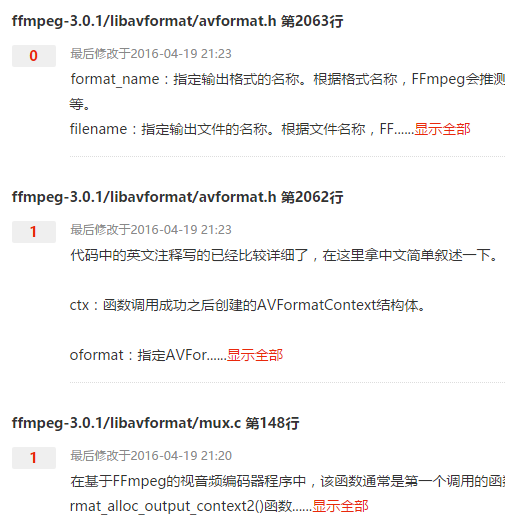 ffmpeg-3.0.1/libavformat/avformat.h 第2063行
0
最后修改于2016-04-19 21:23
format_name：指定输出格式的名称。根据格式名称，FFmpeg会推测
等。
filename：指定输出文件的名称。根据文件名称，FF......显示全部
ffmpeg-3.0.1/libavformat/avformat.h 第2062行
1
最后修改于2016-04-19 21:23
代码中的英文注释写的已经比较详细了，在这里拿中文简单叙述一下。
ctx：函数调用成功之后创建的AVFormatContext结构体。
oformat：指定AVFor......显示全部
ffmpeg-3.0.1/libavformat/mux.c 第148行
1
最后修改于2016-04-19 21:20
在基于FFmpeg的视音频编码器程序中，该函数通常是第一个调用的函
rmat_alloc_output_context2()函数......显示全部